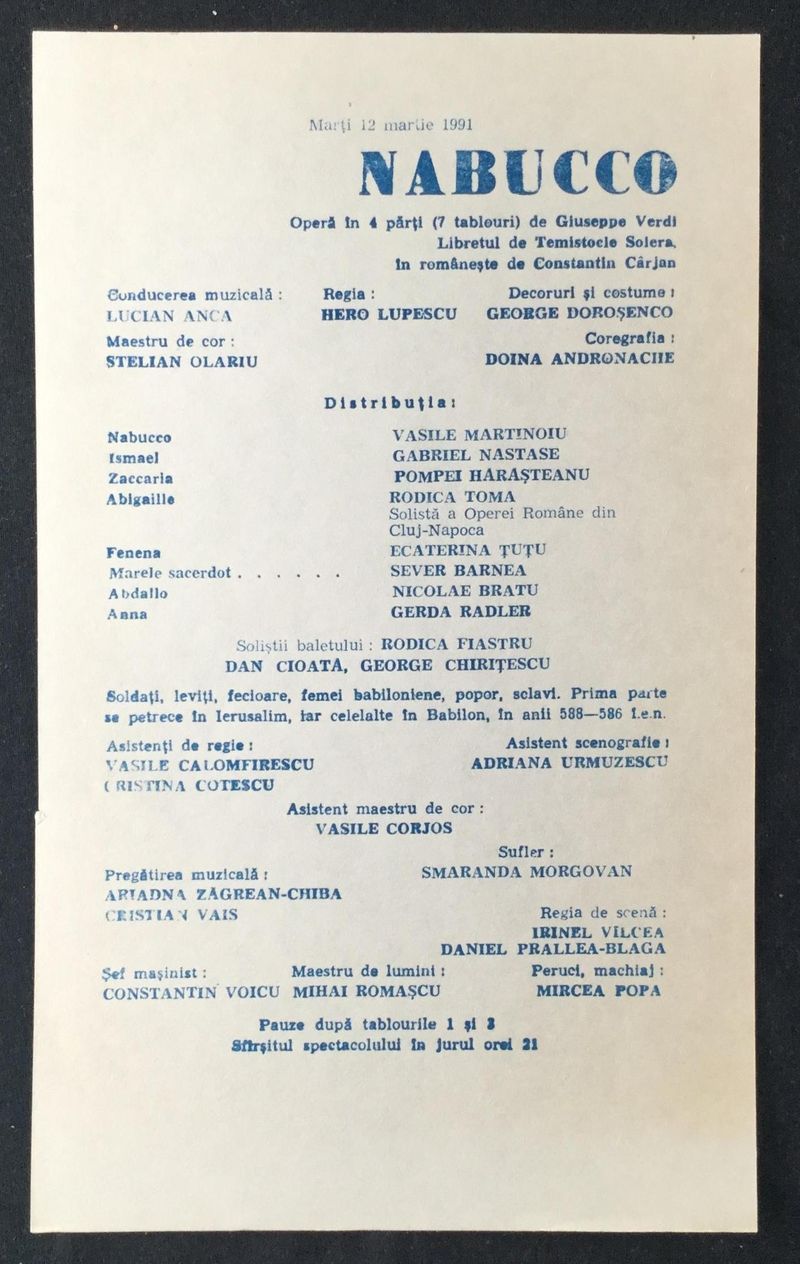 Marți 12 martie 1991
NABUCCO
Operă în 4 părți (7 tablouri) de Giuseppe Verdi
Libretul de Temistocle Solera,
în românește de Constantin Cârjan
Conducerea muzicală : Regia : Decoruri și costume :
LUCIAN ANCA HERO LUPESCU GEORGE DOROȘENCO
Maestru de cor : Coregrafia :
STELIAN OLARIU DOINA ANDRONACHE
Distribuția:
Nabucco VASILE MARTINOIU
Ismael GABRIEL NASTASE
Zaccaria POMPEI HARAȘTEANU
Abigaille RODICA TOMA
Solistă a Operei Române din
Cluj-Napoca
Fenena ECATERINA ȚUȚU
Marele sacerdot . . . . . . SEVER BARNEA
Abdallo NICOLAE BRATU
Anna GERDA RADLER
Soliștii baletului : RODICA FIASTRU
DAN CIOATĂ, GEORGE CHIRIȚESCU
Soldați, leviți, fecioare, femei babiloniene, popor, sclavi. Prima parte
se petrece în Ierusalim, iar celelalte în Babilon, în anii 588—586 î.e.n.
Asistenți de regie : Asistent scenografie :
VASILE CALOMFIRESCU ADRIANA URMUZESCU
CRISTINA COTESCU
Asistent maestru de cor :
VASILE CORJOS
Sufler :
Pregătirea muzicală : SMARANDA MORGOVAN
ARIADNA ZĂGREAN-CHIBA
CRISTIAN VAIS Regia de scenă :
IRINEL VÎLCEA
DANIEL PRALLEA-BLAGA
Șef mașinist : Maestru de lumini : Peruci, machiaj :
CONSTANTIN VOICU MIHAI ROMAȘCU MIRCEA POPA
Pauze după tablourile 1 și 3
Sfîrșitul spectacolului în jurul orei 21